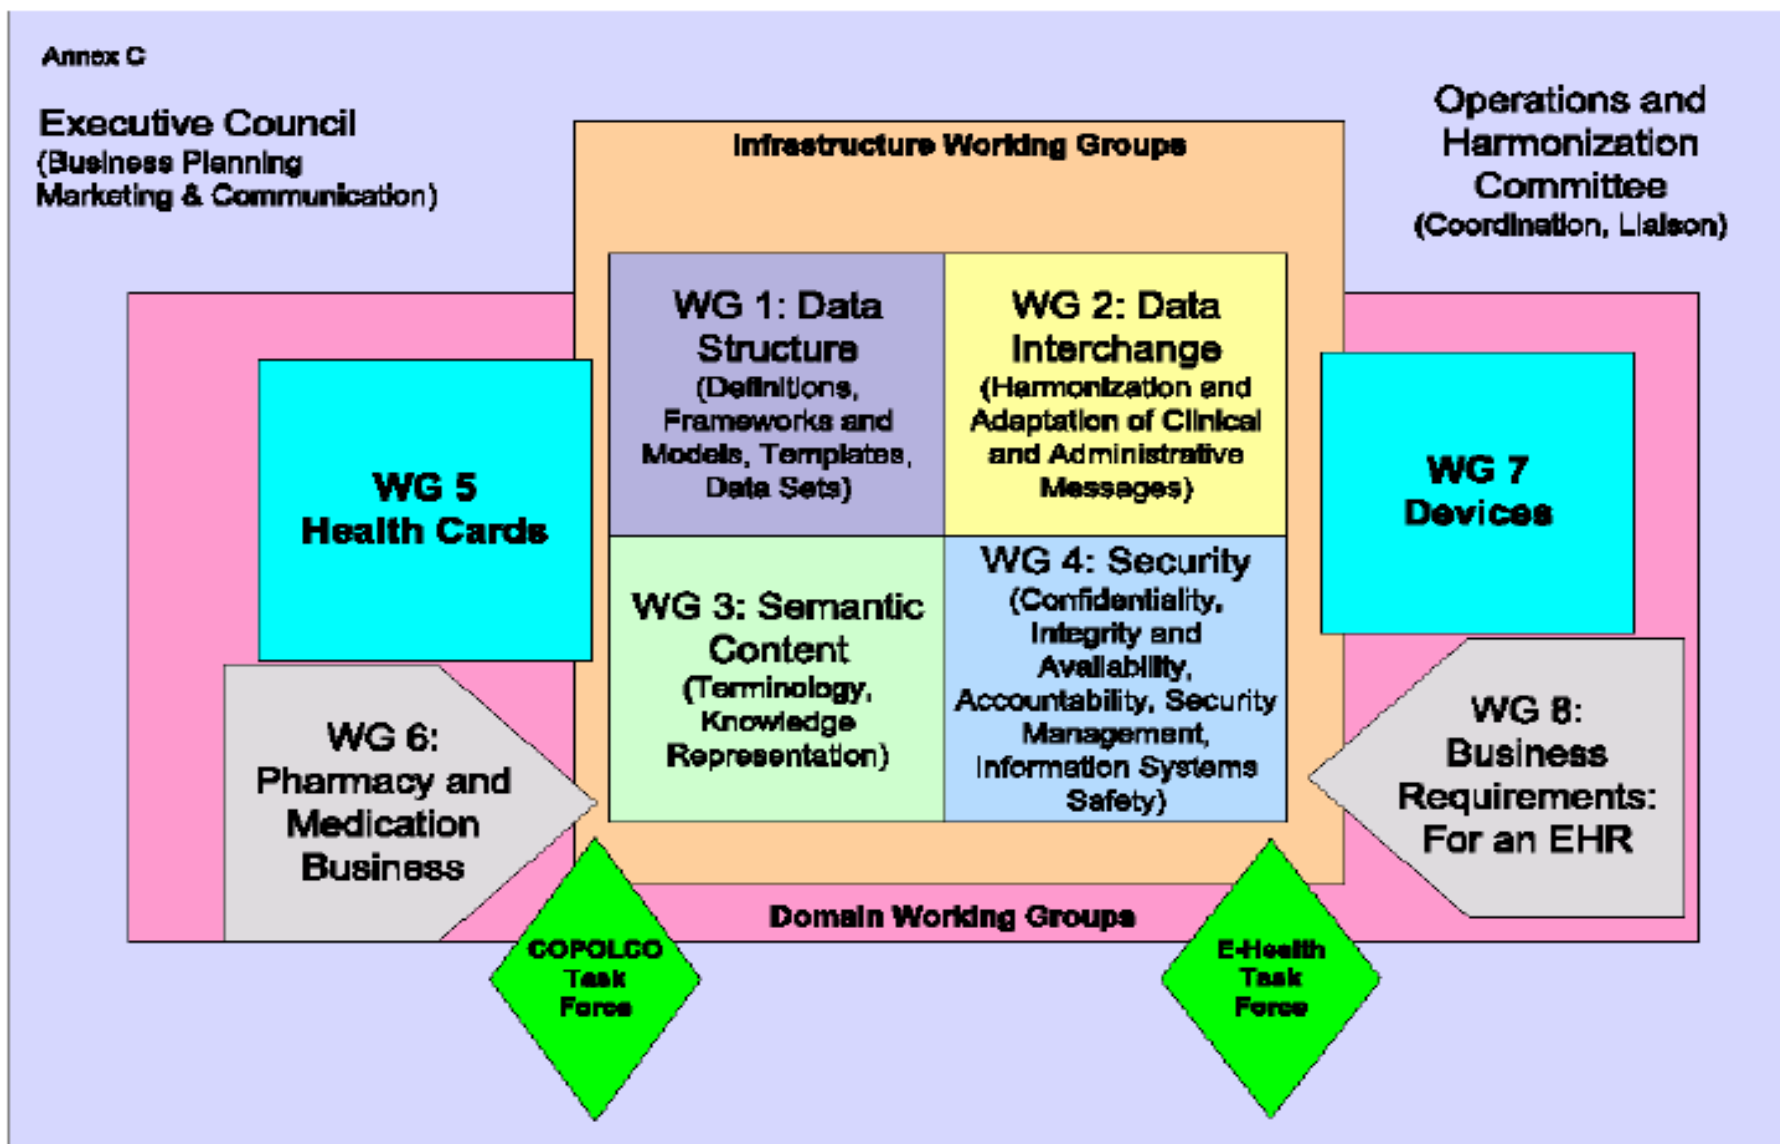 Annex C
Executive Council
(Business Planning
Marketing & Communication)
Operations and
Harmonization
Committee
(Coordination, Liaison)
Infrastructure Working Groups
WG 1: Data
Structure
(Definitions,
Frameworks and
Models, Templates,
Data Sets)
WG 2: Data
Interchange
(Harmonization and
Adaptation of Clinical
and Administrative
Messages)
WG 5
Health Cards
WG 7
Devices
WG 3: Semantic
Content
(Terminology,
Knowledge
Representation)
WG 4: Security
(Confidentiality,
Integrity and
Availability,
Accountability, Security
Management,
Information Systems
Safety)
WG 6:
Pharmacy and
Medication
Business
WG 8:
Business
Requirements:
For an EHR
Domain Working Groups
COPOLCO
Task
Force
E-Health
Task
Force